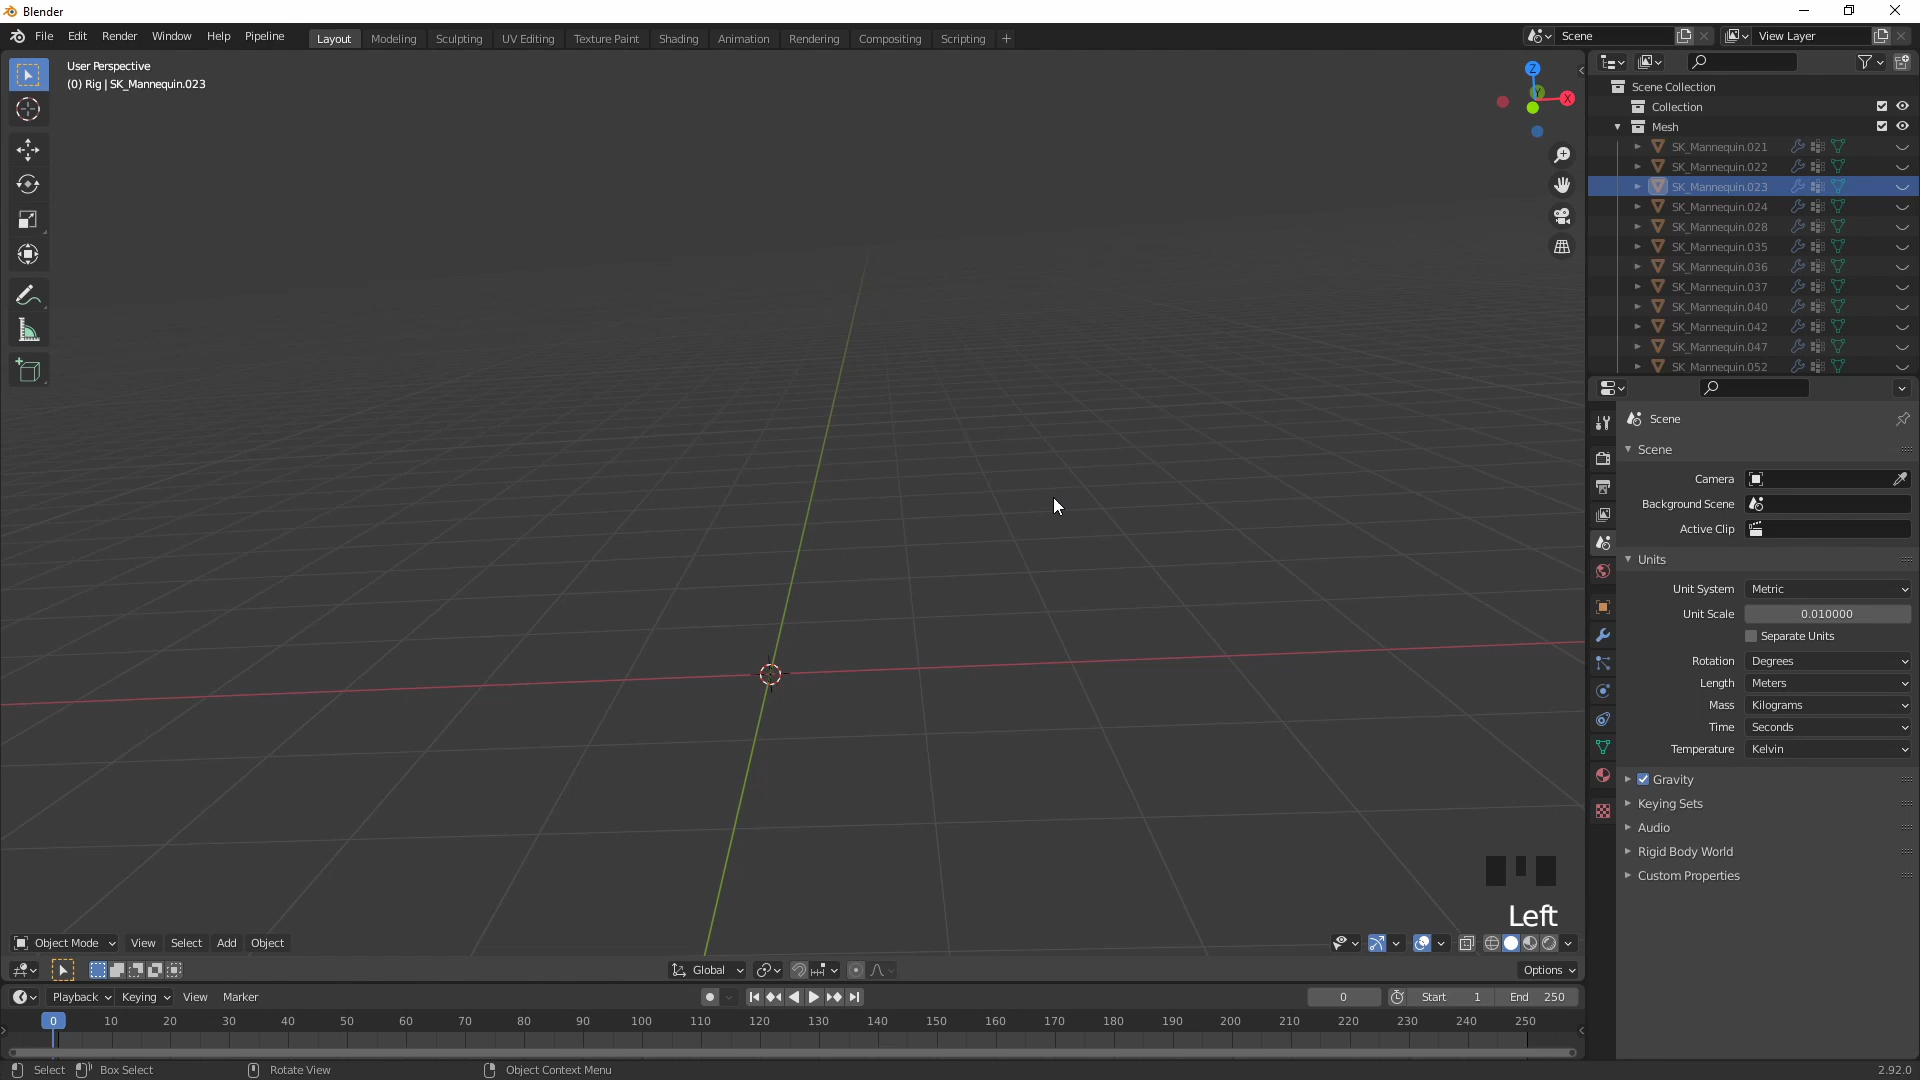 Blender
File Edit Render Window Help Pipeline
Layout Modeling Sculpting UV Editing Texture Paint Shading Animation Rendering Compositing Scripting +
Scene
View Layer
User Perspective
(0) Rig | SK_Mannequin.023
Z
Y
X
Scene Collection
Collection
Mesh
SK_Mannequin.021
SK_Mannequin.022
SK_Mannequin.023
SK_Mannequin.024
SK_Mannequin.028
SK_Mannequin.035
SK_Mannequin.036
SK_Mannequin.037
SK_Mannequin.040
SK_Mannequin.042
SK_Mannequin.047
SK_Mannequin.052
Scene
Scene
Camera
Background Scene
Active Clip
Units
Unit System Metric
Unit Scale 0.010000
Separate Units
Rotation Degrees
Length Meters
Mass Kilograms
Time Seconds
Temperature Kelvin
Gravity
Keying Sets
Audio
Rigid Body World
Custom Properties
Left
Object Mode View Select Add Object
Global
Options
Playback Keying View Marker
0 Start 1 End 250
0 10 20 30 40 50 60 70 80 90 100 110 120 130 140 150 160 170 180 190 200 210 220 230 240 250
Select Box Select Rotate View Object Context Menu
2.92.0